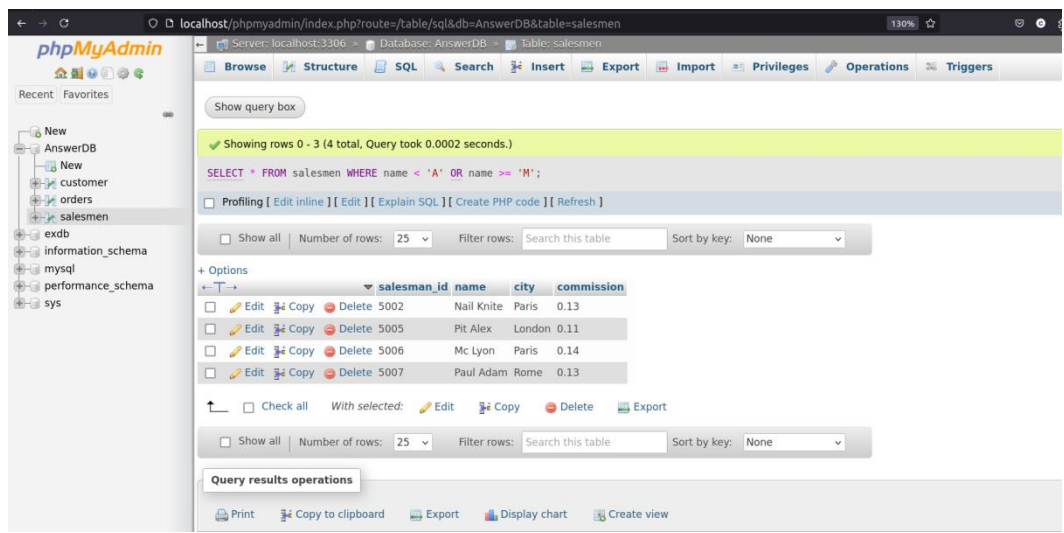 localhost/phpmyadmin/index.php?route=/table/sql&db=AnswerDB&table=salesmen 130%
phpMyAdmin
Recent Favorites
New
AnswerDB
New
customer
orders
salesmen
exdb
information_schema
mysql
performance_schema
sys
Server: localhost:3306 » Database: AnswerDB » Table: salesmen
Browse Structure SQL Search Insert Export Import Privileges Operations Triggers
Show query box
Showing rows 0 - 3 (4 total, Query took 0.0002 seconds.)
SELECT * FROM salesmen WHERE name < 'A' OR name >= 'M';
Profiling [ Edit inline ] [ Edit ] [ Explain SQL ] [ Create PHP code ] [ Refresh ]
Show all | Number of rows: 25 Filter rows: Search this table Sort by key: None
+ Options
←T→ salesman_id name city commission
Edit Copy Delete 5002 Nail Knite Paris 0.13
Edit Copy Delete 5005 Pit Alex London 0.11
Edit Copy Delete 5006 Mc Lyon Paris 0.14
Edit Copy Delete 5007 Paul Adam Rome 0.13
Check all With selected: Edit Copy Delete Export
Show all | Number of rows: 25 Filter rows: Search this table Sort by key: None
Query results operations
Print Copy to clipboard Export Display chart Create view